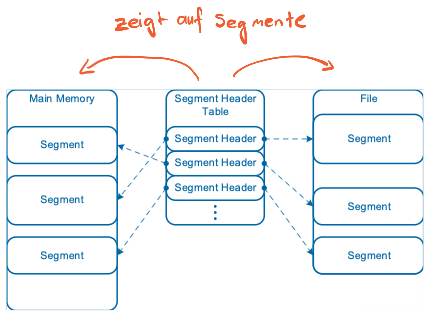 zeigt auf Segmente
Main Memory
Segment
Segment
Segment
Segment Header
Table
Segment Header
Segment Header
Segment Header
File
Segment
Segment
Segment